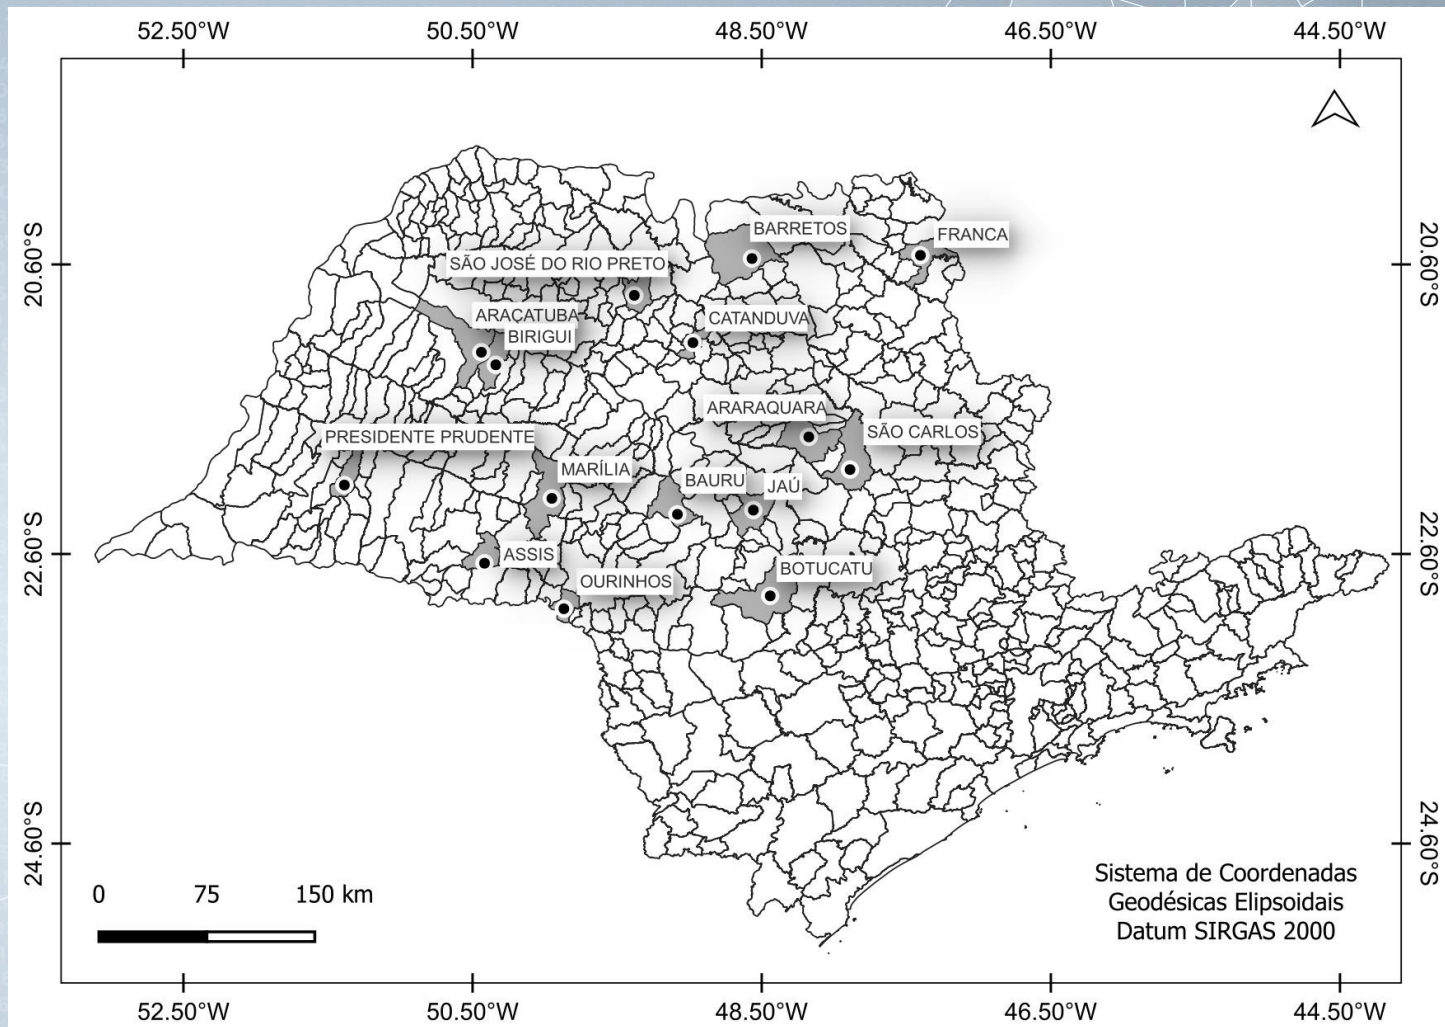 52.50°W
50.50°W
48.50°W
46.50°W
44.50°W
20.60°S
20.60°S
BARRETOS
FRANCA
SÃO JOSÉ DO RIO PRETO
ARAÇATUBA
CATANDUVA
BIRIGUI
ARARAQUARA
SÃO CARLOS
PRESIDENTE PRUDENTE
MARÍLIA
BAURU
JAÚ
22.60°S
22.60°S
ASSIS
BOTUCATU
OURINHOS
24.60°S
24.60°S
0
75
150 km
Sistema de Coordenadas
Geodésicas Elipsoidais
Datum SIRGAS 2000
52.50°W
50.50°W
48.50°W
46.50°W
44.50°W